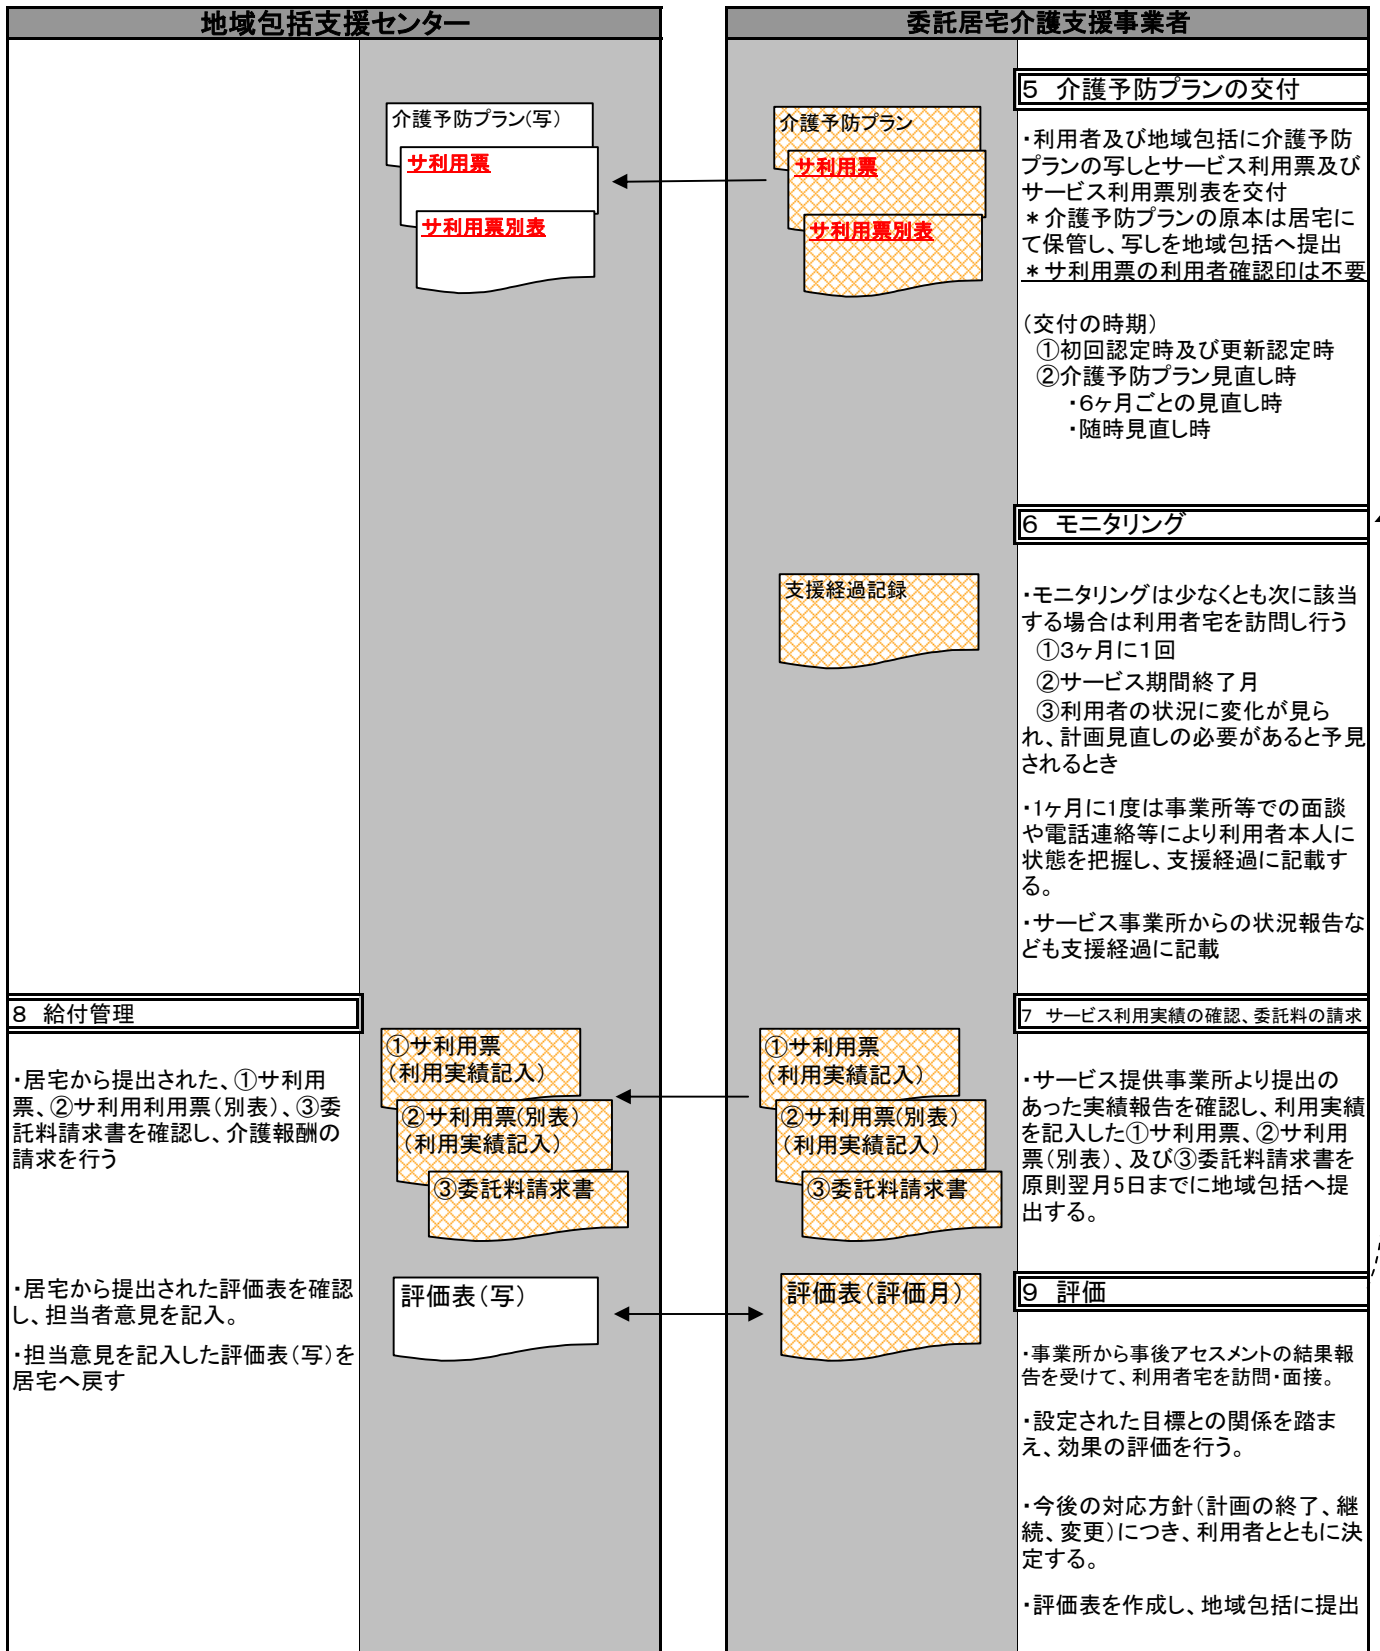 地域包括支援センター
委託居宅介護支援事業者
5 介護予防プランの交付
介護予防プラン(写)
サ利用票
サ利用票別表
介護予防プラン
サ利用票
サ利用票別表
・利用者及び地域包括に介護予防
プランの写しとサービス利用票及び
サービス利用票別表を交付
＊介護予防プランの原本は居宅に
て保管し、写しを地域包括へ提出
＊サ利用票の利用者確認印は不要
（交付の時期）
①初回認定時及び更新認定時
②介護予防プラン見直し時
・6ヶ月ごとの見直し時
・随時見直し時
6 モニタリング
支援経過記録
・モニタリングは少なくとも次に該当
する場合は利用者宅を訪問し行う
①3ヶ月に1回
②サービス期間終了月
③利用者の状況に変化が見ら
れ、計画見直しの必要があると予見
されるとき
・1ヶ月に1度は事業所等での面談
や電話連絡等により利用者本人に
状態を把握し、支援経過に記載す
る。
・サービス事業所からの状況報告な
ども支援経過に記載
8 給付管理
・居宅から提出された、①サ利用
票、②サ利用利用票（別表）、③委
託料請求書を確認し、介護報酬の
請求を行う
①サ利用票
（利用実績記入）
②サ利用票(別表）
（利用実績記入）
③委託料請求書
①サ利用票
（利用実績記入）
②サ利用票(別表）
（利用実績記入）
③委託料請求書
7 サービス利用実績の確認、委託料の請求
・サービス提供事業所より提出の
あった実績報告を確認し、利用実績
を記入した①サ利用票、②サ利用
票（別表）、及び③委託料請求書を
原則翌月5日までに地域包括へ提
出する。
・居宅から提出された評価表を確認
し、担当者意見を記入。
・担当意見を記入した評価表（写）を
居宅へ戻す
評価表（写）
評価表（評価月）
9 評価
・事業所から事後アセスメントの結果報
告を受けて、利用者宅を訪問・面接。
・設定された目標との関係を踏ま
え、効果の評価を行う。
・今後の対応方針（計画の終了、継
続、変更）につき、利用者とともに決
定する。
・評価表を作成し、地域包括に提出